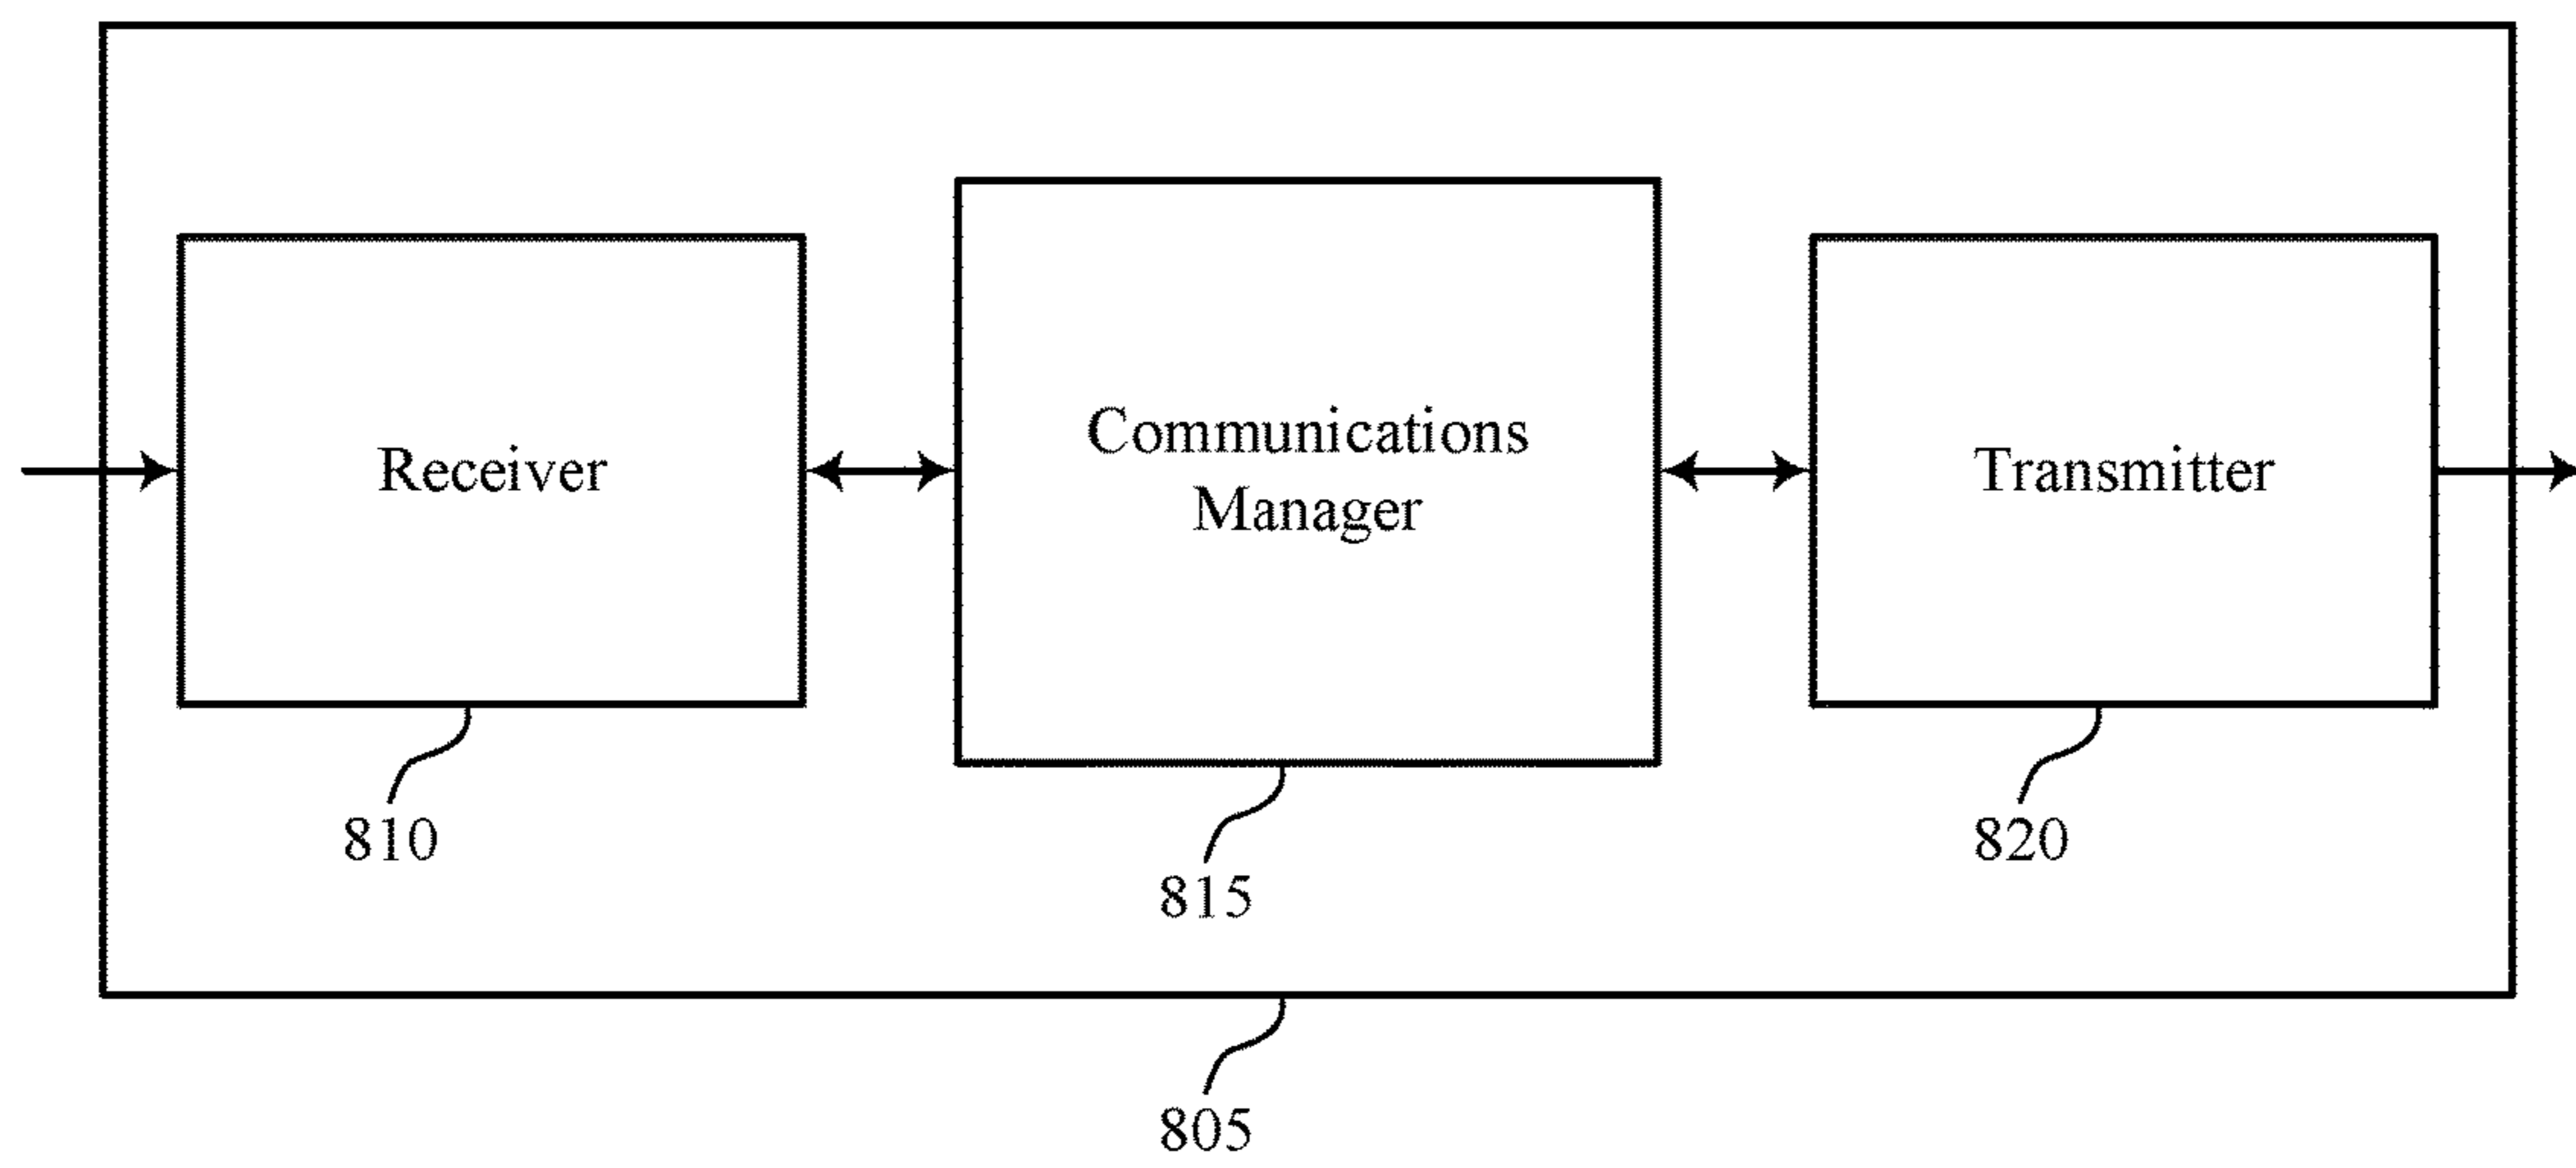 Receiver
Communications
Manager
Transmitter
810
815
820
805